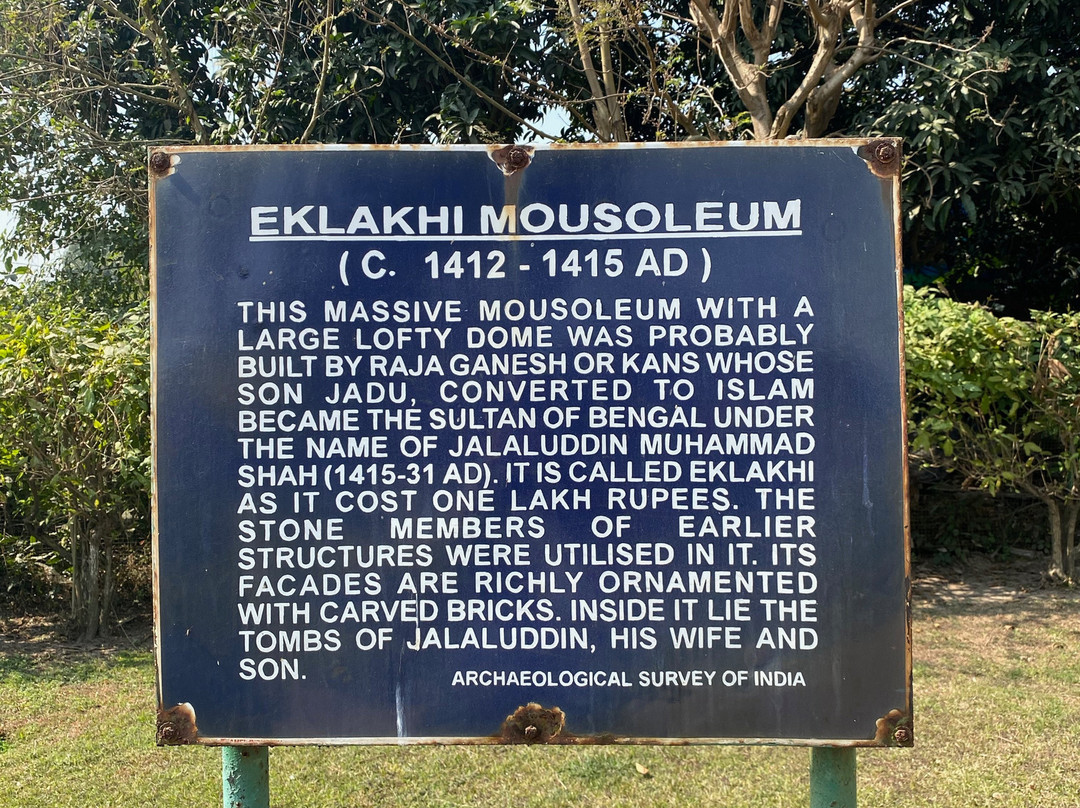 EKLAKHI MOUSOLEUM
( C. 1412 - 1415 AD )
THIS MASSIVE MOUSOLEUM WITH A
LARGE LOFTY DOME WAS PROBABLY
BUILT BY RAJA GANESH OR KANS WHOSE
SON JADU, CONVERTED TO ISLAM
BECAME THE SULTAN OF BENGAL UNDER
THE NAME OF JALALUDDIN MUHAMMAD
SHAH (1415-31 AD). IT IS CALLED EKLAKHI
AS IT COST ONE LAKH RUPEES. THE
STONE MEMBERS OF EARLIER
STRUCTURES WERE UTILISED IN IT. ITS
FACADES ARE RICHLY ORNAMENTED
WITH CARVED BRICKS. INSIDE IT LIE THE
TOMBS OF JALALUDDIN, HIS WIFE AND
SON.
ARCHAEOLOGICAL SURVEY OF INDIA